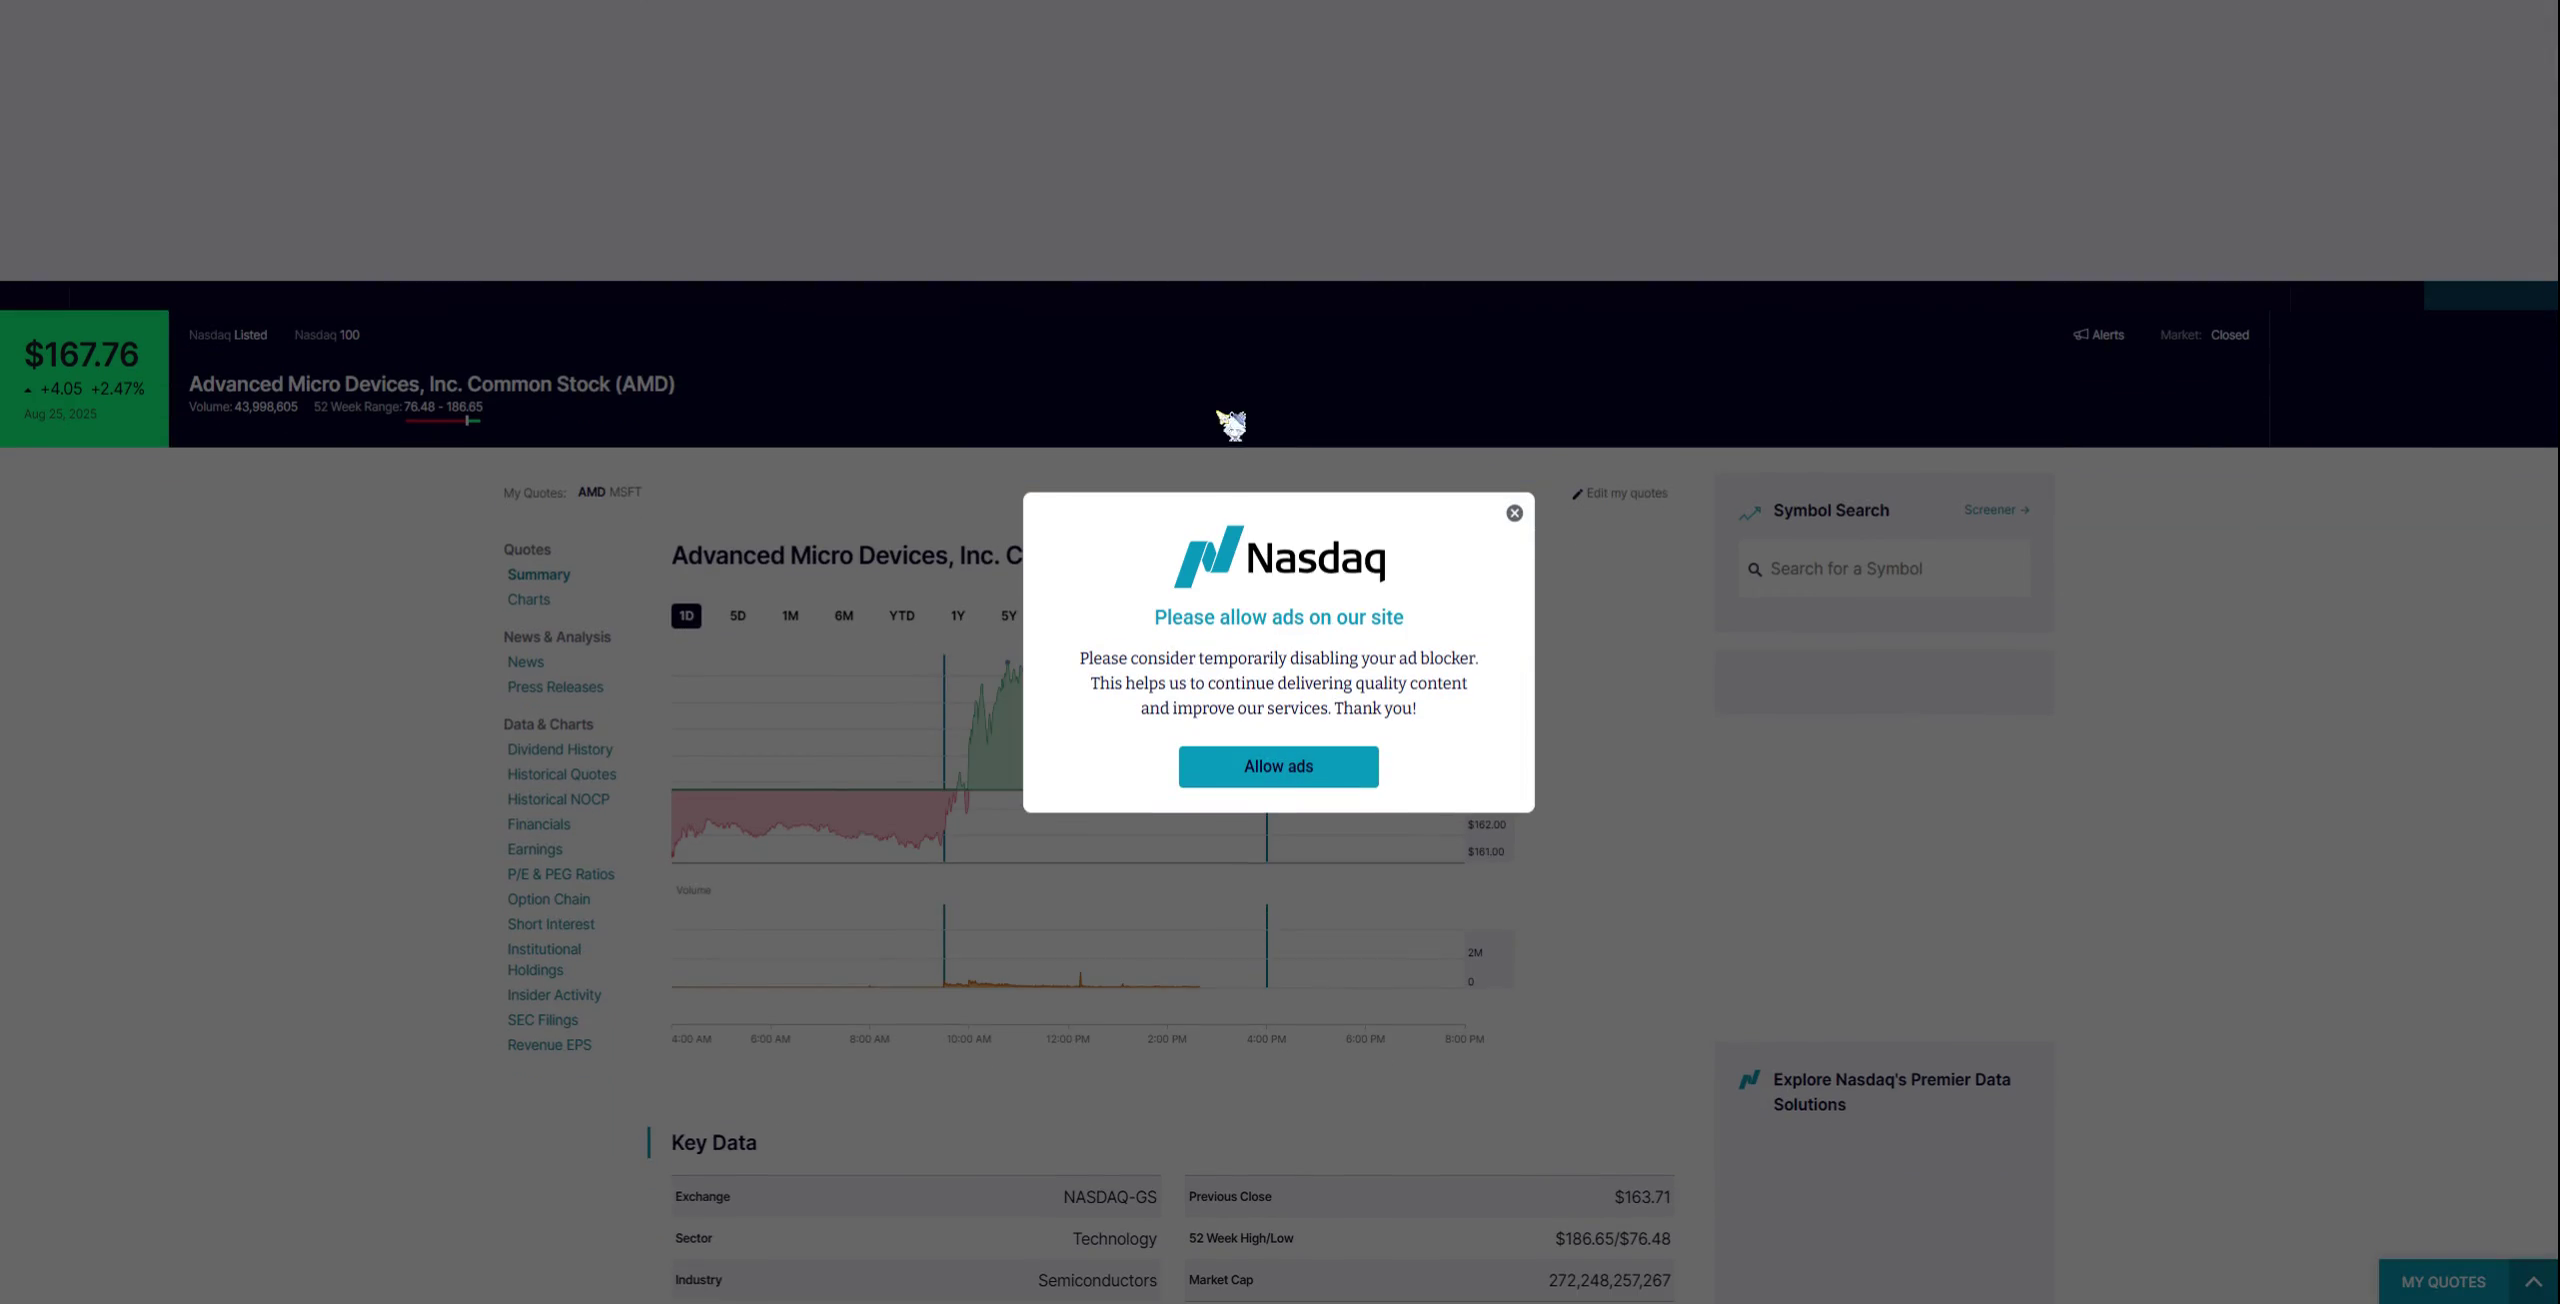 Nasdaq Listed Nasdaq 100
Alerts Market: Closed
$167.76
+4.05 +2.47%
Aug 25, 2025
Advanced Micro Devices, Inc. Common Stock (AMD)
Volume: 43,998,605 52 Week Range: 76.48 - 186.65
My Quotes: AMD MSFT
Edit my quotes
Quotes
Summary
Charts
News & Analysis
News
Press Releases
Data & Charts
Dividend History
Historical Quotes
Historical NOCP
Financials
Earnings
P/E & PEG Ratios
Option Chain
Short Interest
Institutional
Holdings
Insider Activity
SEC Filings
Revenue EPS
Advanced Micro Devices, Inc. C
1D 5D 1M 6M YTD 1Y 5Y
Nasdaq
Please allow ads on our site
Please consider temporarily disabling your ad blocker.
This helps us to continue delivering quality content
and improve our services. Thank you!
Allow ads
$162.00
$161.00
Volume
2M
0
4:00 AM 6:00 AM 8:00 AM 10:00 AM 12:00 PM 2:00 PM 4:00 PM 6:00 PM 8:00 PM
Key Data
Exchange NASDAQ-GS
Sector Technology
Industry Semiconductors
Previous Close $163.71
52 Week High/Low $186.65/$76.48
Market Cap 272,248,257,267
Symbol Search Screener →
Search for a Symbol
Explore Nasdaq's Premier Data
Solutions
MY QUOTES